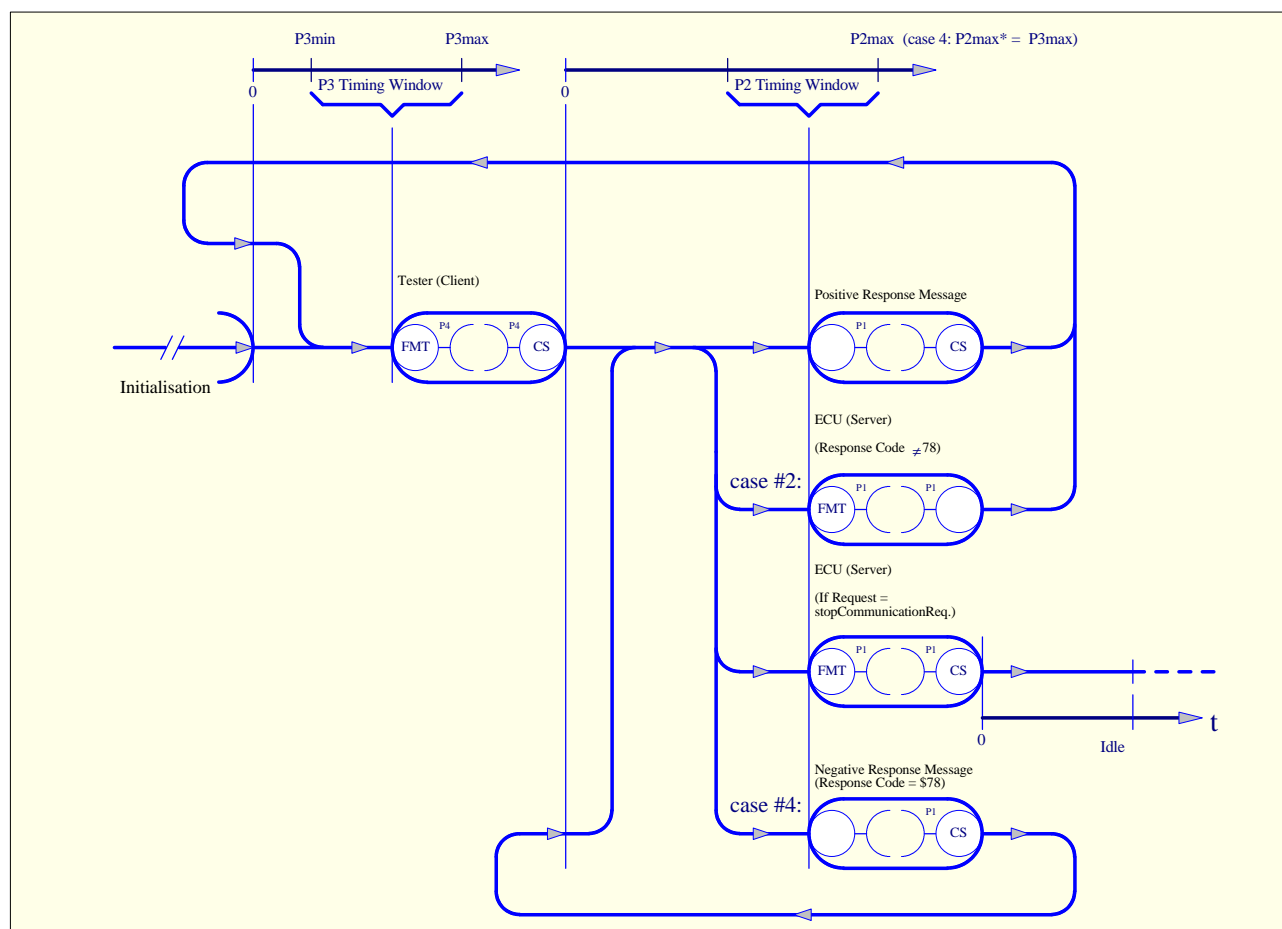 P3min
P3max
P2max (case 4: P2max* = P3max)
P3 Timing Window
P2 Timing Window
0
0
Tester (Client)
Positive Response Message
P4
P4
P1
FMT
CS
CS
Initialisation
ECU (Server)
(Response Code ≠78)
case #2:
P1
P1
FMT
ECU (Server)
(If Request =
stopCommunicationReq.)
P1
P1
FMT
CS
t
0
Idle
Negative Response Message
(Response Code = $78)
case #4:
P1
CS